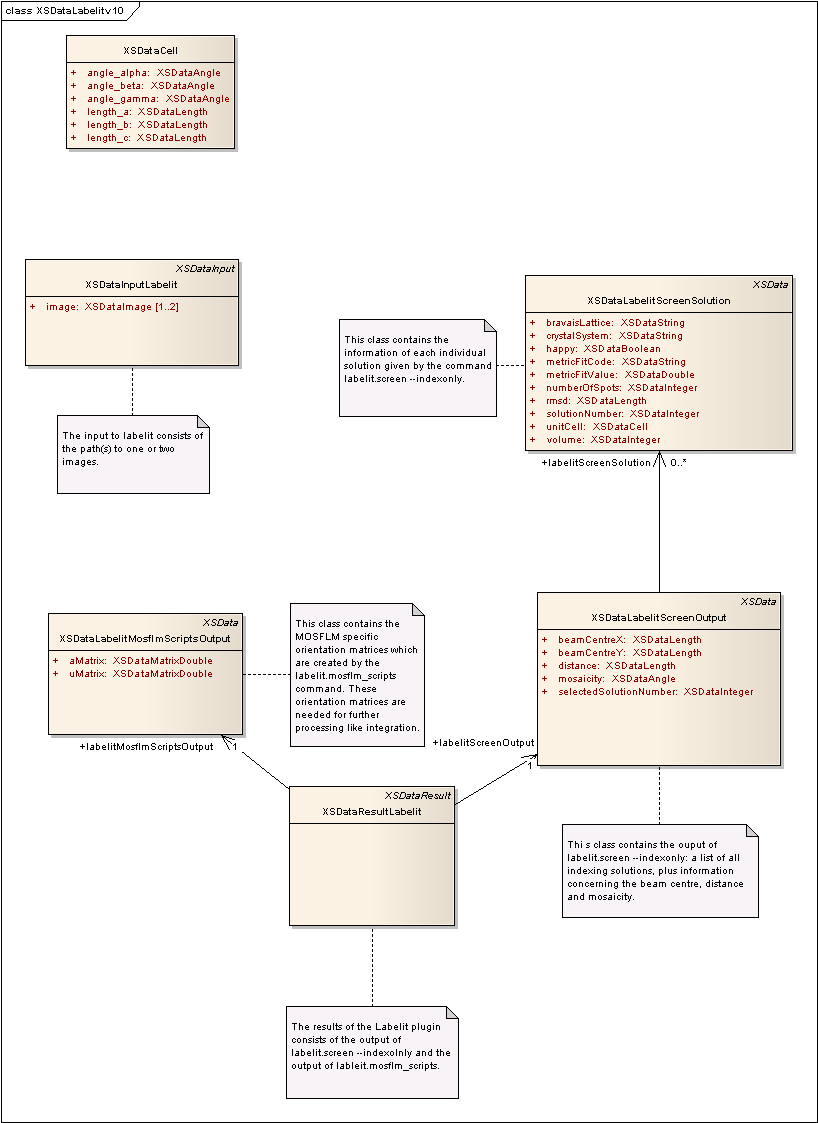 class XSDataLabelitv10
XSDataCell
+ angle_alpha: XSDataAngle
+ angle_beta: XSDataAngle
+ angle_gamma: XSDataAngle
+ length_a: XSDataLength
+ length_b: XSDataLength
+ length_c: XSDataLength
XSDataInput
XSDataInputLabelit
+ image: XSDataImage [1..2]
The input to labelit consists of
the path(s) to one or two
images.
This class contains the
information of each individual
solution given by the command
labelit.screen --indexonly.
XSData
XSDataLabelitScreenSolution
+ bravaisLattice: XSDataString
+ crystalSystem: XSDataString
+ happy: XSDataBoolean
+ metricFitCode: XSDataString
+ metricFitValue: XSDataDouble
+ numberOfSpots: XSDataInteger
+ rmsd: XSDataLength
+ solutionNumber: XSDataInteger
+ unitCell: XSDataCell
+ volume: XSDataInteger
+labelitScreenSolution 0..*
XSData
XSDataLabelitMosflmScriptsOutput
+ aMatrix: XSDataMatrixDouble
+ uMatrix: XSDataMatrixDouble
+labelitMosflmScriptsOutput 1
This class contains the
MOSFLM specific
orientation matrices which
are created by the
labelit.mosflm_scripts
command. These
orientation matrices are
needed for further
processing like integration.
XSData
XSDataLabelitScreenOutput
+ beamCentreX: XSDataLength
+ beamCentreY: XSDataLength
+ distance: XSDataLength
+ mosaicity: XSDataAngle
+ selectedSolutionNumber: XSDataInteger
+labelitScreenOutput
1
XSDataResult
XSDataResultLabelit
Thi s class contains the ouput of
labelit.screen --indexonly: a list of all
indexing solutions, plus information
concerning the beam centre, distance
and mosaicity.
The results of the Labelit plugin
consists of the output of
labelit.screen --indexolnly and the
output of lableit.mosflm_scripts.